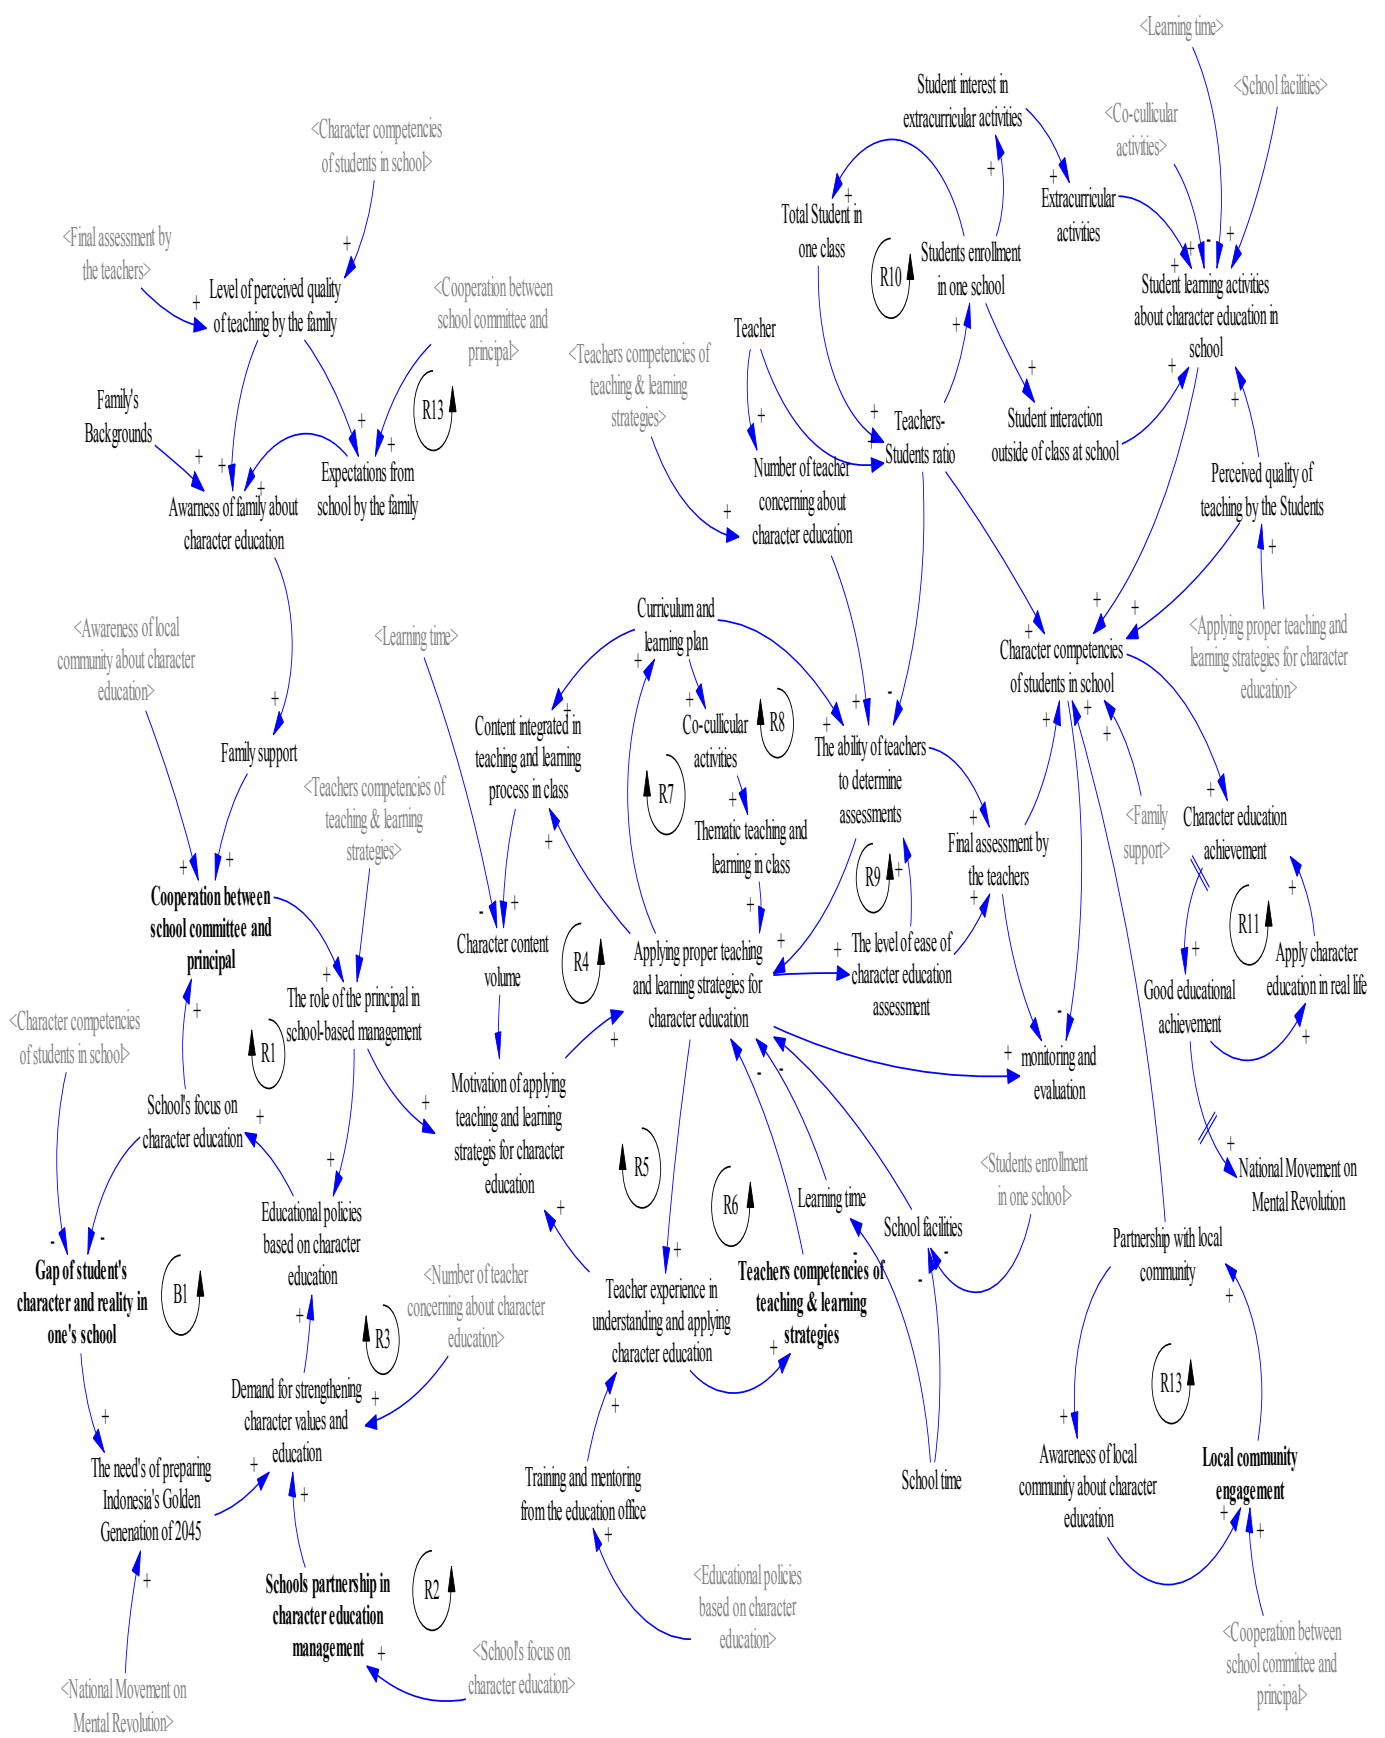 <Learning time>
Student interest in
extracurricular activities
<School facilities>
<Co-cullicular
activities>
<Character competencies
of students in school>
Extracurricular
activities
Total Student in
one class
Students enrollment
in one school
R10
<Final assessment by
the teachers>
Level of perceived quality
of teaching by the family
<Cooperation between
school committee and
principal>
Student learning activities
about character education in
school
Teacher
<Teachers competencies of
teaching & learning
strategies>
Family's
Backgrounds
R13
Teachers-
Students ratio
Student interaction
outside of class at school
Expectations from
school by the family
Number of teacher
concerning about
character education
Perceived quality of
teaching by the Students
Awarness of family about
character education
Curriculum and
learning plan
<Awareness of local
community about character
education>
<Learning time>
Character competencies
of students in school
<Applying proper teaching and
learning strategies for character
education>
Content integrated in
teaching and learning
process in class
Co-cullicular
activities
R8
The ability of teachers
to determine
assessments
Family support
R7
<Teachers competencies of
teaching & learning
strategies>
Thematic teaching and
learning in class
Final assessment by
the teachers
<Family
support>
Character education
achievement
R9
Cooperation between
school committee and
principal
R11
Character content
volume
R4
Applying proper teaching
and learning strategies for
character education
The level of ease of
character education
assessment
Apply character
education in real life
The role of the principal in
school-based management
Good educational
achievement
<Character competencies
of students in school>
R1
monitoring and
evaluation
Motivation of applying
teaching and learning
strategis for character
education
School's focus on
character education
R5
R6
Learning time
<Students enrollment
in one school>
National Movement on
Mental Revolution
Educational policies
based on character
education
School facilities
Partnership with local
community
Gap of student's
character and reality in
one's school
B1
<Number of teacher
concerning about character
education>
Teacher experience in
understanding and applying
character education
Teachers competencies of
teaching & learning
strategies
R3
Demand for strengthening
character values and
education
R13
The need's of preparing
Indonesia's Golden
Genenation of 2045
Training and mentoring
from the education office
School time
Awareness of local
community about character
education
Local community
engagement
Schools partnership in
character education
management
R2
<Educational policies
based on character
education>
<School's focus on
character education>
<Cooperation between
school committee and
principal>
<National Movement on
Mental Revolution>